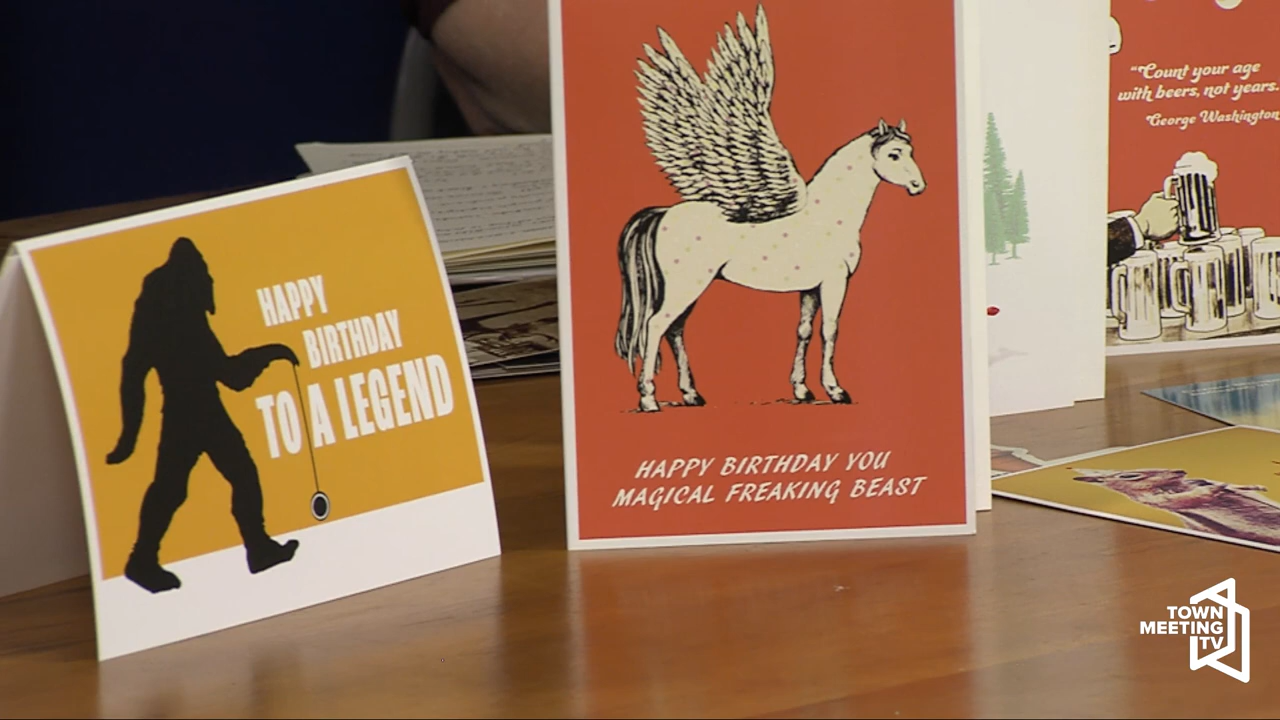 HAPPY
BIRTHDAY
TO A LEGEND
HAPPY BIRTHDAY YOU
MAGICAL FREAKING BEAST
“Count your age
with beers, not years.
George Washington
TOWN
MEETING
TV